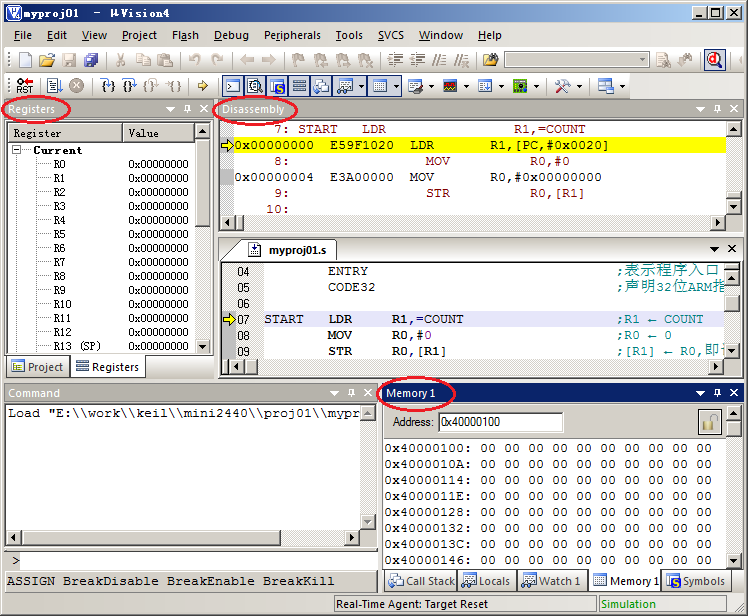 myproj01 - μVision4
File Edit View Project Flash Debug Peripherals Tools SVCS Window Help
RST
Registers
Register Value
Current
R0 0x00000000
R1 0x00000000
R2 0x00000000
R3 0x00000000
R4 0x00000000
R5 0x00000000
R6 0x00000000
R7 0x00000000
R8 0x00000000
R9 0x00000000
R10 0x00000000
R11 0x00000000
R12 0x00000000
R13 (SP) 0x00000000
Project Registers
Disassembly
7: START LDR R1,=COUNT
0x00000000 E59F1020 LDR R1,[PC,#0x0020]
8: MOV R0,#0
0x00000004 E3A00000 MOV R0,#0x00000000
9: STR R0,[R1]
10:
myproj01.s
04 ENTRY ;表示程序入口
05 CODE32 ;声明32位ARM指
06
07 START LDR R1,=COUNT ;R1 ← COUNT
08 MOV R0,#0 ;R0 ← 0
09 STR R0,[R1] ;[R1] ← R0,即
Command
Load "E:\\work\\keil\\mini2440\\proj01\\mypr
>
ASSIGN BreakDisable BreakEnable BreakKill
Memory 1
Address: 0x40000100
0x40000100: 00 00 00 00 00 00 00 00 00 00
0x4000010A: 00 00 00 00 00 00 00 00 00 00
0x40000114: 00 00 00 00 00 00 00 00 00 00
0x4000011E: 00 00 00 00 00 00 00 00 00 00
0x40000128: 00 00 00 00 00 00 00 00 00 00
0x40000132: 00 00 00 00 00 00 00 00 00 00
0x4000013C: 00 00 00 00 00 00 00 00 00 00
0x40000146: 00 00 00 00 00 00 00 00 00 00
Call Stack Locals Watch 1 Memory 1 Symbols
Real-Time Agent: Target Reset Simulation